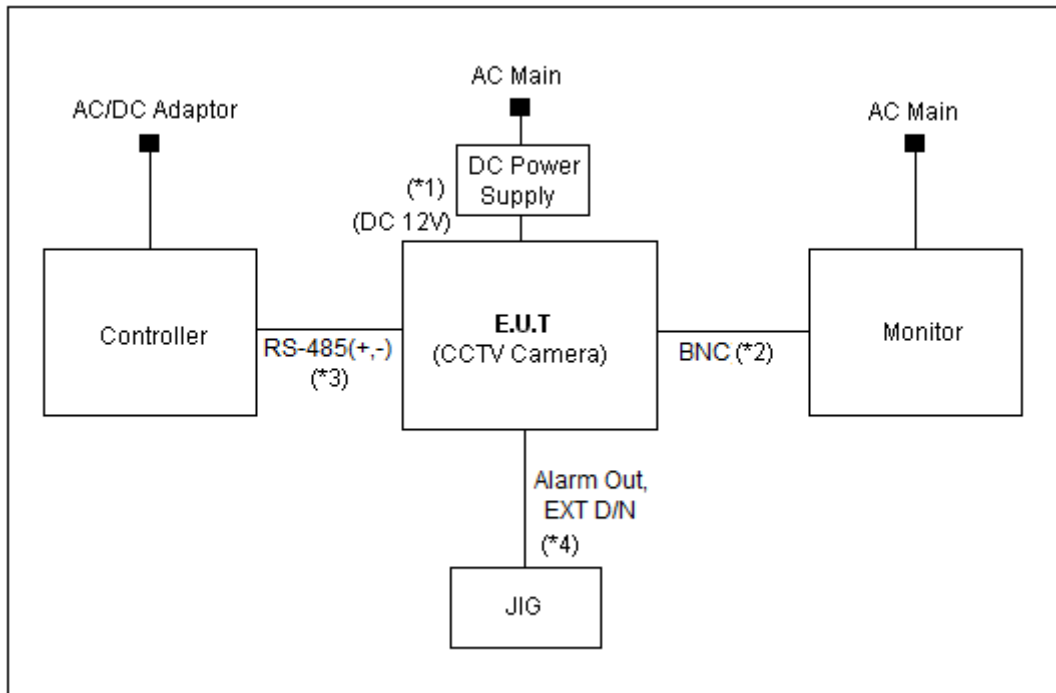 AC Main
AC/DC Adaptor
AC Main
DC Power
Supply
(*1)
(DC 12V)
Controller
RS-485(+,-)
(*3)
E.U.T
(CCTV Camera)
BNC (*2)
Monitor
Alarm Out,
EXT D/N
(*4)
JIG